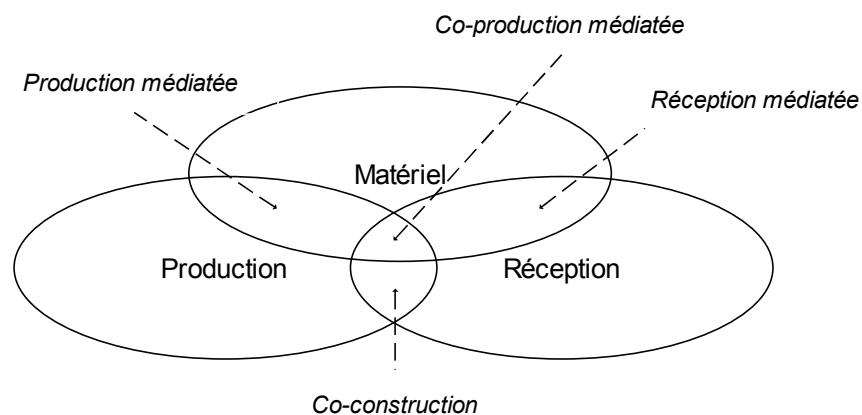 Co-production médiatée
Production médiatée
Réception médiatée
Matériel
Production
Réception
Co-construction